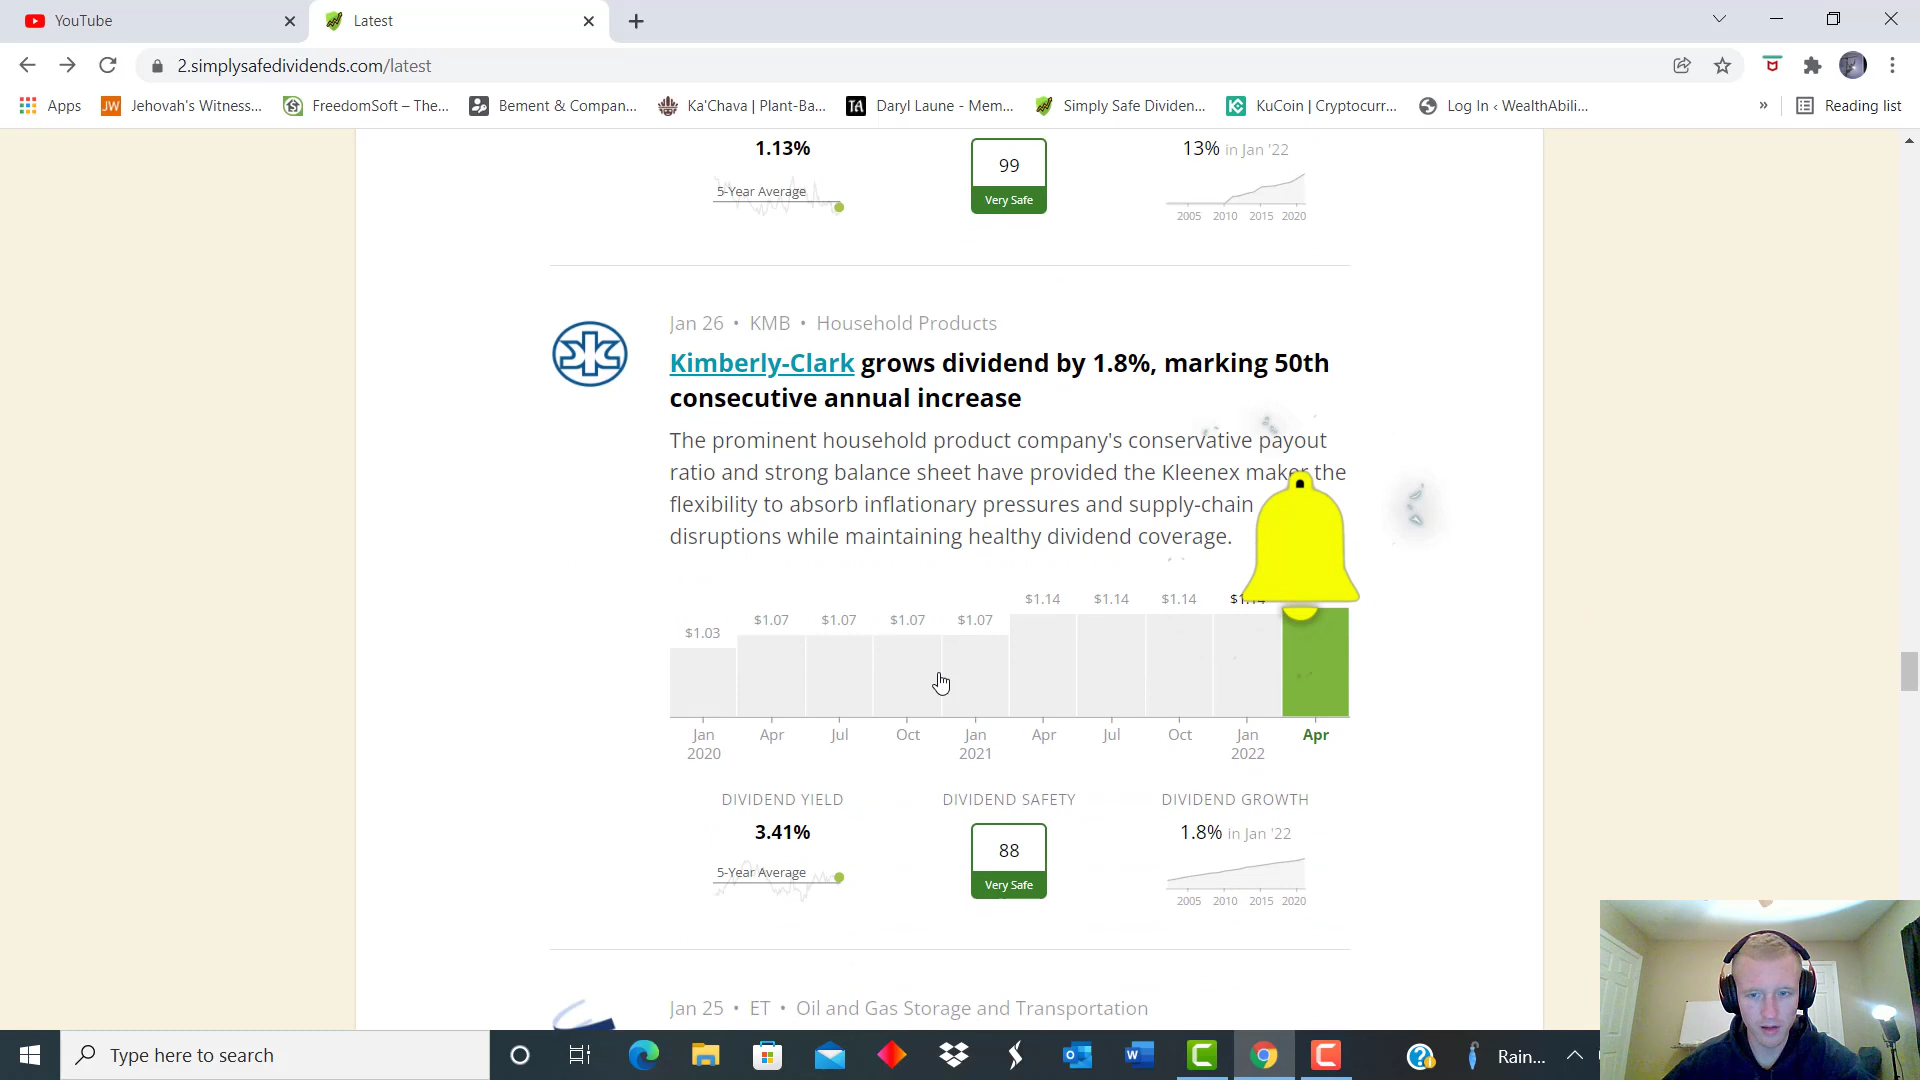 YouTube
Latest
2.simplysafedividends.com/latest
Apps
Jehovah's Witness...
FreedomSoft – The...
Bement & Compan...
Ka'Chava | Plant-Ba...
TA
Daryl Laune - Mem...
Simply Safe Dividen...
KuCoin | Cryptocurr...
Log In ‹ WealthAbili...
»
Reading list
1.13%
5-Year Average
99
Very Safe
13% in Jan '22
2005 2010 2015 2020
Jan 26 • KMB • Household Products
Kimberly-Clark grows dividend by 1.8%, marking 50th
consecutive annual increase
The prominent household product company's conservative payout
ratio and strong balance sheet have provided the Kleenex maker the
flexibility to absorb inflationary pressures and supply-chain
disruptions while maintaining healthy dividend coverage.
$1.03 $1.07 $1.07 $1.07 $1.07 $1.14 $1.14 $1.14
Jan Apr Jul Oct Jan Apr Jul Oct Jan Apr
2020 2021 2022
DIVIDEND YIELD
3.41%
5-Year Average
DIVIDEND SAFETY
88
Very Safe
DIVIDEND GROWTH
1.8% in Jan '22
2005 2010 2015 2020
Jan 25 • ET • Oil and Gas Storage and Transportation
Type here to search
Rain...